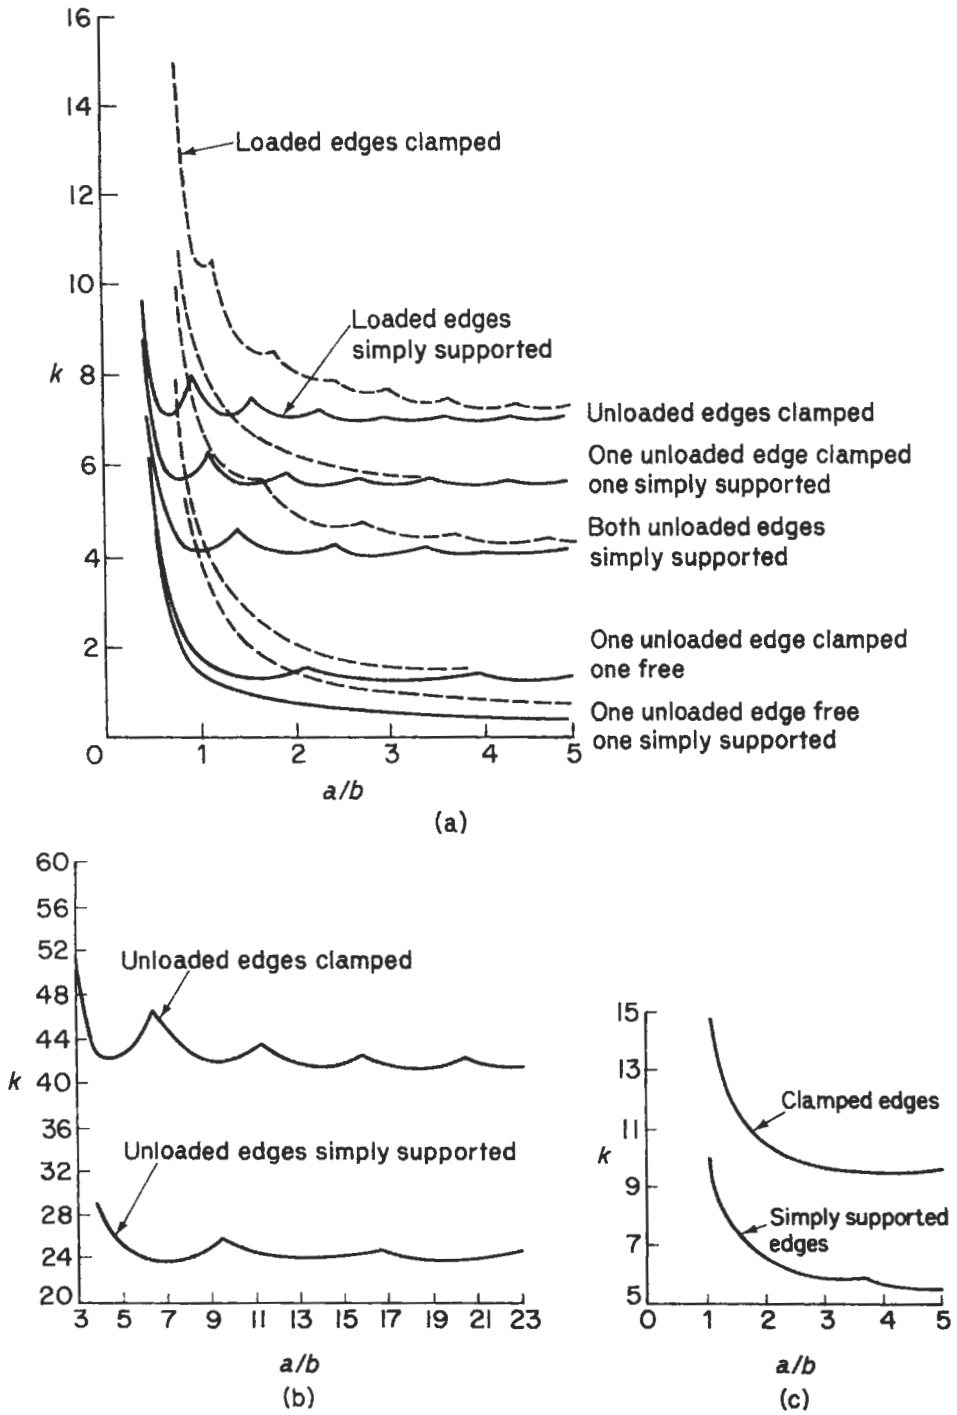 16
14
Loaded edges clamped
12
10
Loaded edges
simply supported
k
8
Unloaded edges clamped
One unloaded edge clamped
6
one simply supported
Both unloaded edges
4
simply supported
2
One unloaded edge clamped
one free
One unloaded edge free
one simply supported
0 1 2 3 4 5
a/b
(a)
60
56
52
Unloaded edges clamped
48
44
k
40
36
Unloaded edges simply supported
32
28
24
20
3 5 7 9 11 13 15 17 19 21 23
a/b
(b)
15
13
Clamped edges
11
k
9
Simply supported
edges
7
5
0 1 2 3 4 5
a/b
(c)